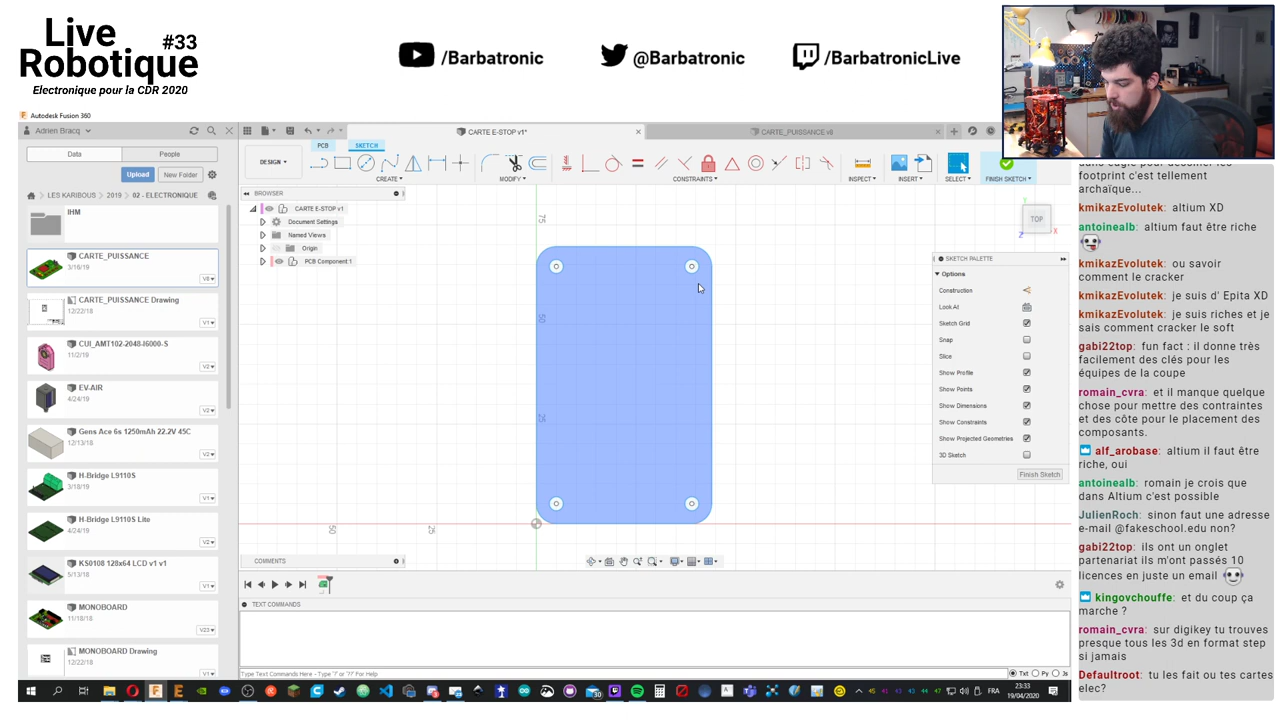 Live
Robotique #33
Electronique pour la CDR 2020
/Barbatronic
@Barbatronic
/BarbatronicLive
Autodesk Fusion 360
Adrien Bracq
Data
People
Upload
New Folder
LES KARIBOUS > 2019 > 02 - ELECTRONIQUE
IHM
CARTE_PUISSANCE
3/16/19
V8
CARTE_PUISSANCE Drawing
12/22/18
V1
CUI_AMT102-2048-I6000-S
11/2/19
V2
EV-AIR
4/24/19
V2
Gens Ace 6s 1250mAh 22.2V 45C
12/13/18
V2
H-Bridge L9110S
3/18/19
V1
H-Bridge L9110S Lite
4/24/19
V2
KS0108 128x64 LCD v1 v1
5/13/18
V1
MONOBOARD
11/18/18
V23
MONOBOARD Drawing
12/22/18
V1
CARTE E-STOP v1*
CARTE_PUISSANCE v8
PCB
SKETCH
DESIGN
CREATE
MODIFY
CONSTRAINTS
INSPECT
INSERT
SELECT
FINISH SKETCH
BROWSER
CARTE E-STOP v1
Document Settings
Named Views
Origin
PCB Component:1
75
50
25
50
25
TOP
Y
X
Z
SKETCH PALETTE
Options
Construction
Look At
Sketch Grid
Snap
Slice
Show Profile
Show Points
Show Dimensions
Show Constraints
Show Projected Geometries
3D Sketch
Finish Sketch
COMMENTS
TEXT COMMANDS
Type Text Commands Here - Type '?' or '??' For Help
Txt Py Js
FRA
23:33
19/04/2020
dans eagle pour dessiner les
footprint c'est tellement
archaïque...
kmikazEvolutek: altium XD
antoinealb: altium faut être riche
kmikazEvolutek: ou savoir
comment le cracker
kmikazEvolutek: je suis d' Epita XD
kmikazEvolutek: je suis riches et je
sais comment cracker le soft
gabi22top: fun fact : il donne très
facilement des clés pour les
équipes de la coupe
romain_cvra: et il manque quelque
chose pour mettre des contraintes
et des côte pour le placement des
composants.
alf_arobase: altium il faut être
riche, oui
antoinealb: romain je crois que
dans Altium c'est possible
JulienRoch: sinon faut une adresse
e-mail @fakeschool.edu non?
gabi22top: ils ont un onglet
partenariat ils m'ont passés 10
licences en juste un email
kingovchouffe: et du coup ça
marche ?
romain_cvra: sur digikey tu trouves
presque tous les 3d en format step
si jamais
Defaultroot: tu les fait ou tes cartes
elec?